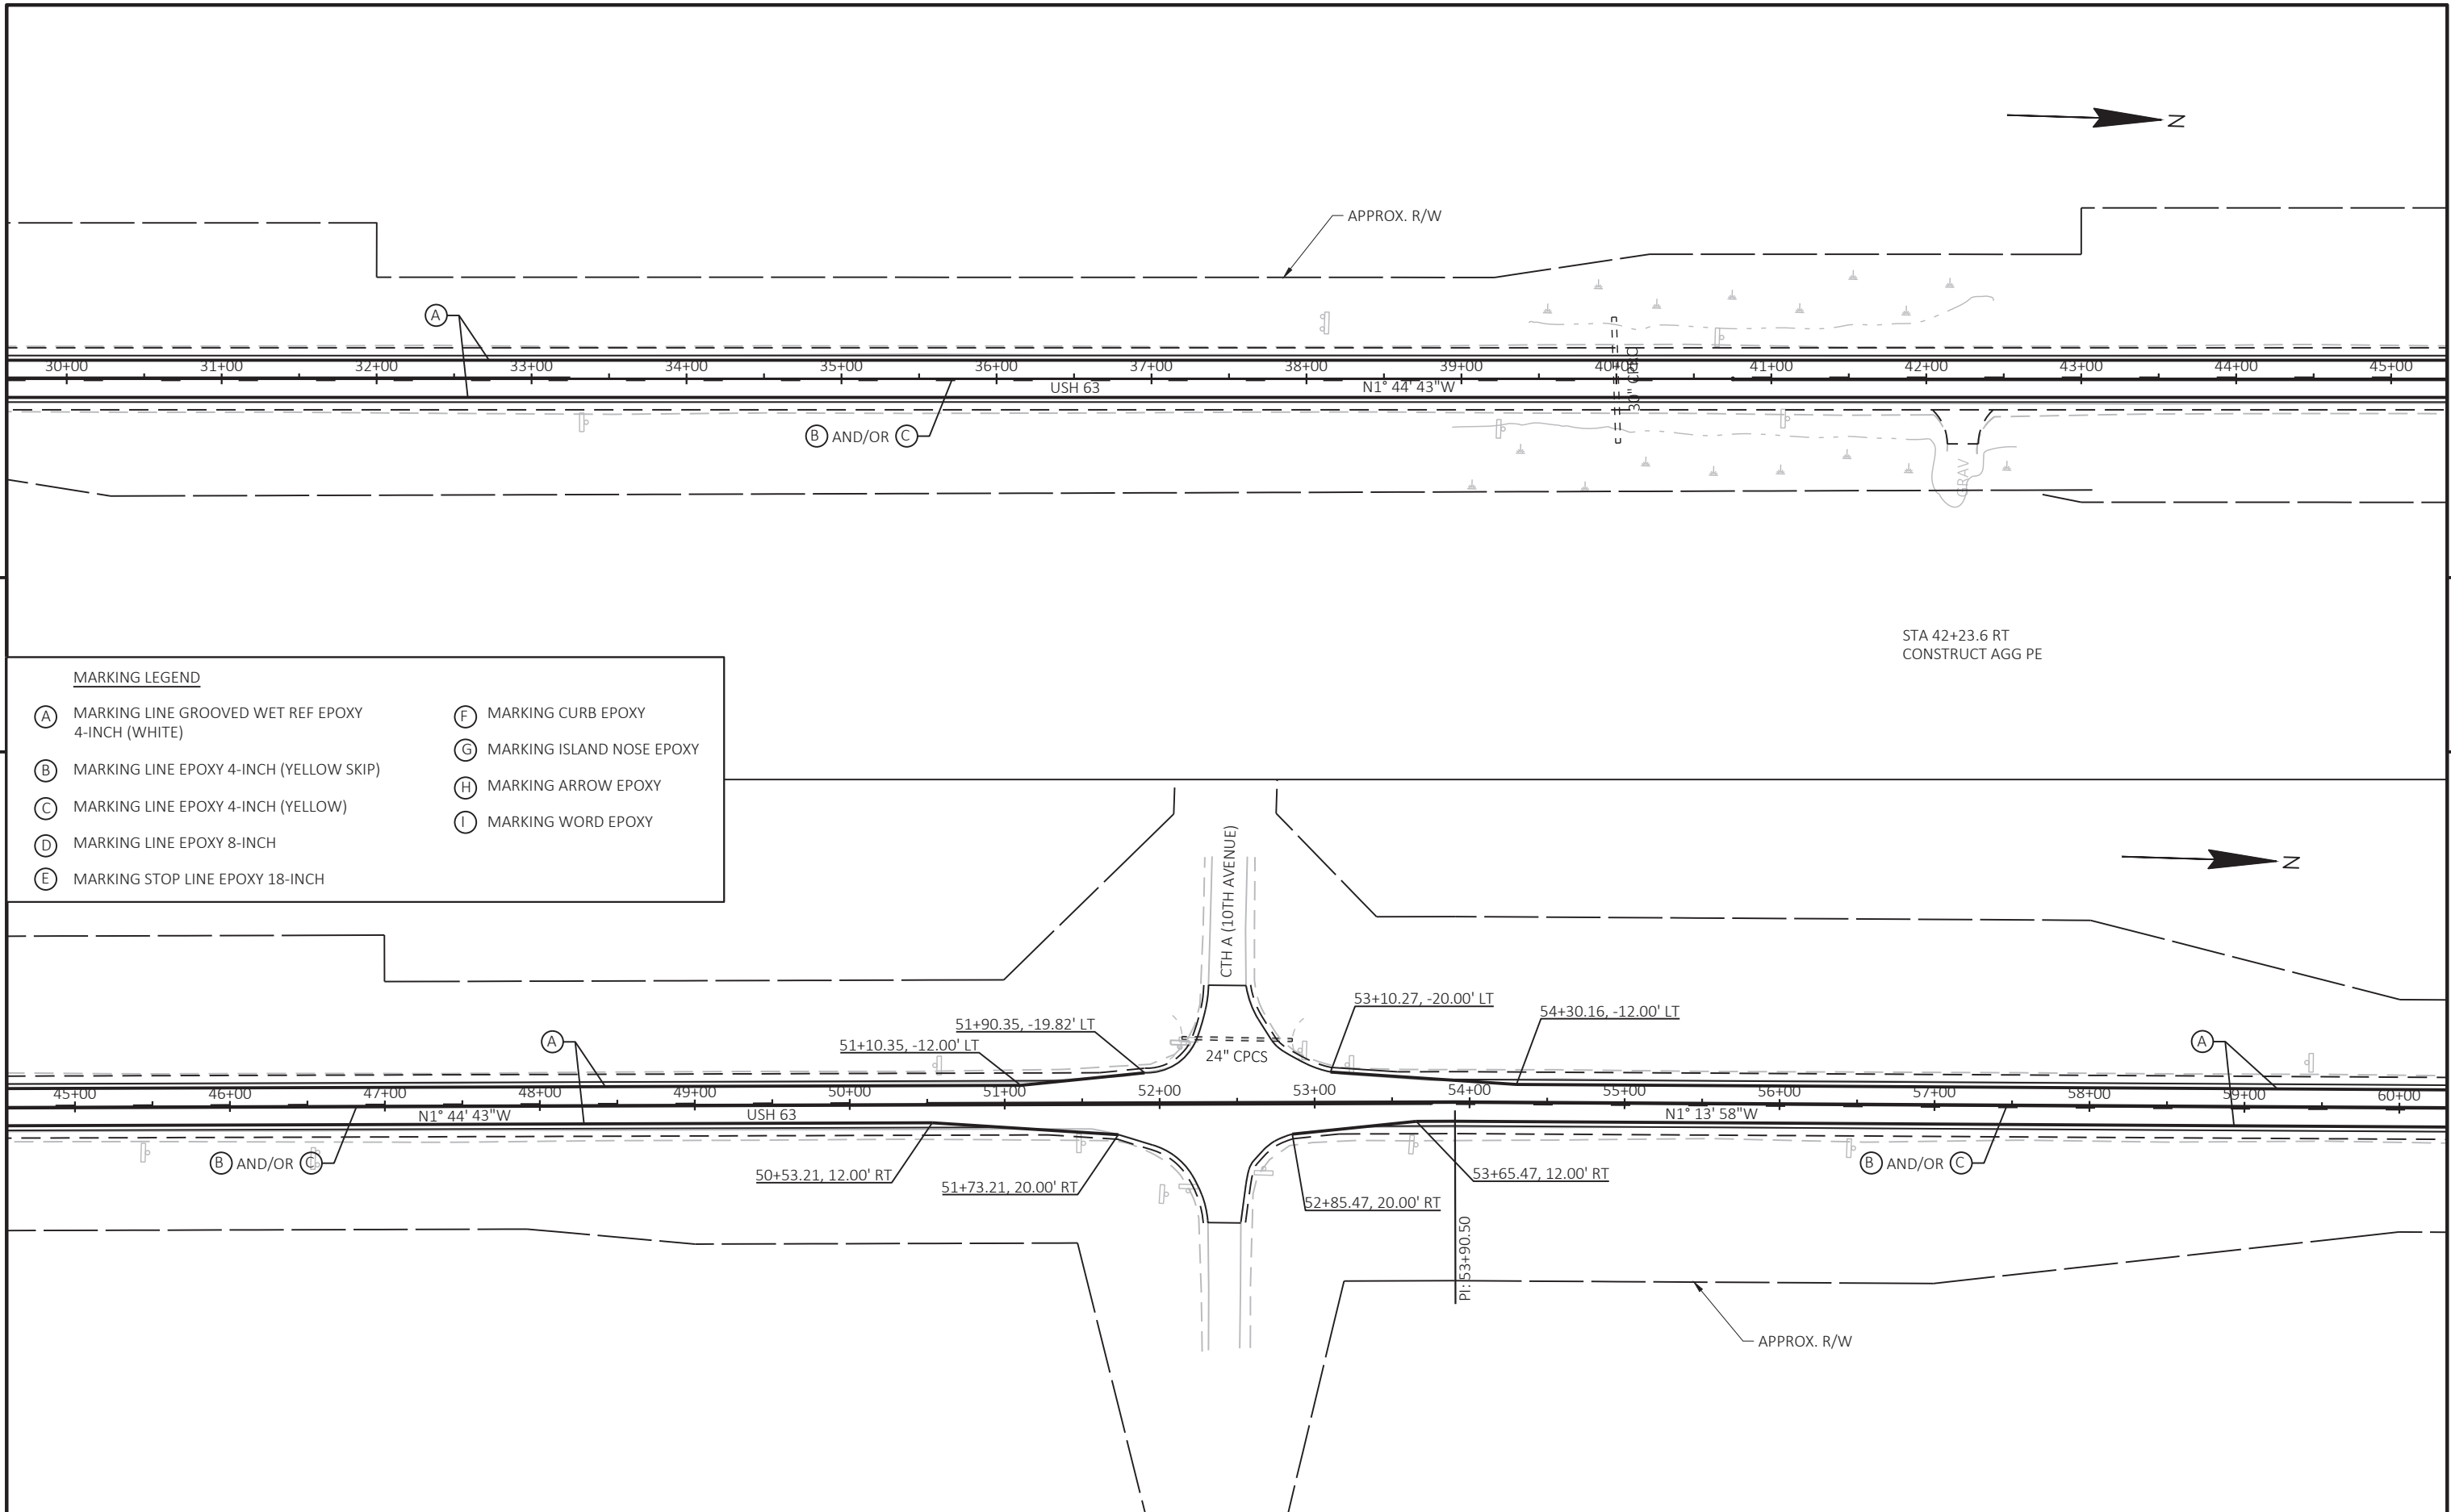 N
APPROX. R/W
A
30+00 31+00 32+00 33+00 34+00 35+00 36+00 37+00 38+00 39+00 40+00 41+00 42+00 43+00 44+00 45+00
USH 63 N1° 44' 43"W
B AND/OR C
GRAV
STA 42+23.6 RT
CONSTRUCT AGG PE
MARKING LEGEND
A MARKING LINE GROOVED WET REF EPOXY
4-INCH (WHITE)
B MARKING LINE EPOXY 4-INCH (YELLOW SKIP)
C MARKING LINE EPOXY 4-INCH (YELLOW)
D MARKING LINE EPOXY 8-INCH
E MARKING STOP LINE EPOXY 18-INCH
F MARKING CURB EPOXY
G MARKING ISLAND NOSE EPOXY
H MARKING ARROW EPOXY
I MARKING WORD EPOXY
N
CTH A (10TH AVENUE)
53+10.27, -20.00' LT
54+30.16, -12.00' LT
51+90.35, -19.82' LT
51+10.35, -12.00' LT
A
A
24" CPCS
45+00 46+00 47+00 48+00 49+00 50+00 51+00 52+00 53+00 54+00 55+00 56+00 57+00 58+00 59+00 60+00
N1° 44' 43"W USH 63 N1° 13' 58"W
B AND/OR C
B AND/OR C
50+53.21, 12.00' RT
51+73.21, 20.00' RT
53+65.47, 12.00' RT
52+85.47, 20.00' RT
PI: 53+90.50
APPROX. R/W